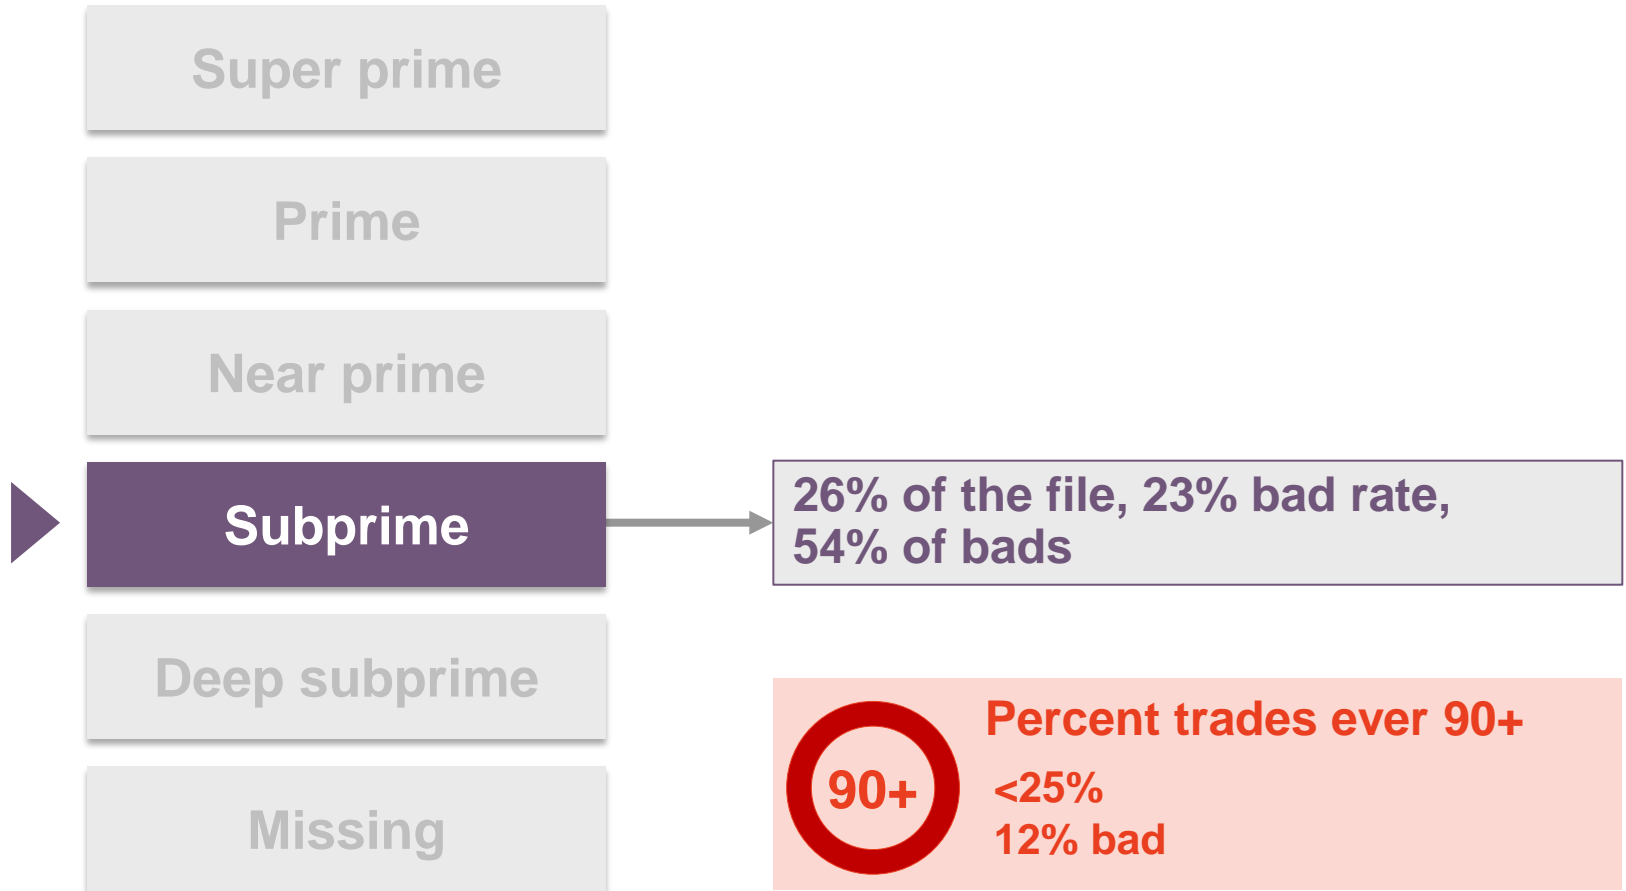 Super prime
Prime
Near prime
Subprime
26% of the file, 23% bad rate,
54% of bads
Deep subprime
Missing
90+
Percent trades ever 90+
<25%
12% bad